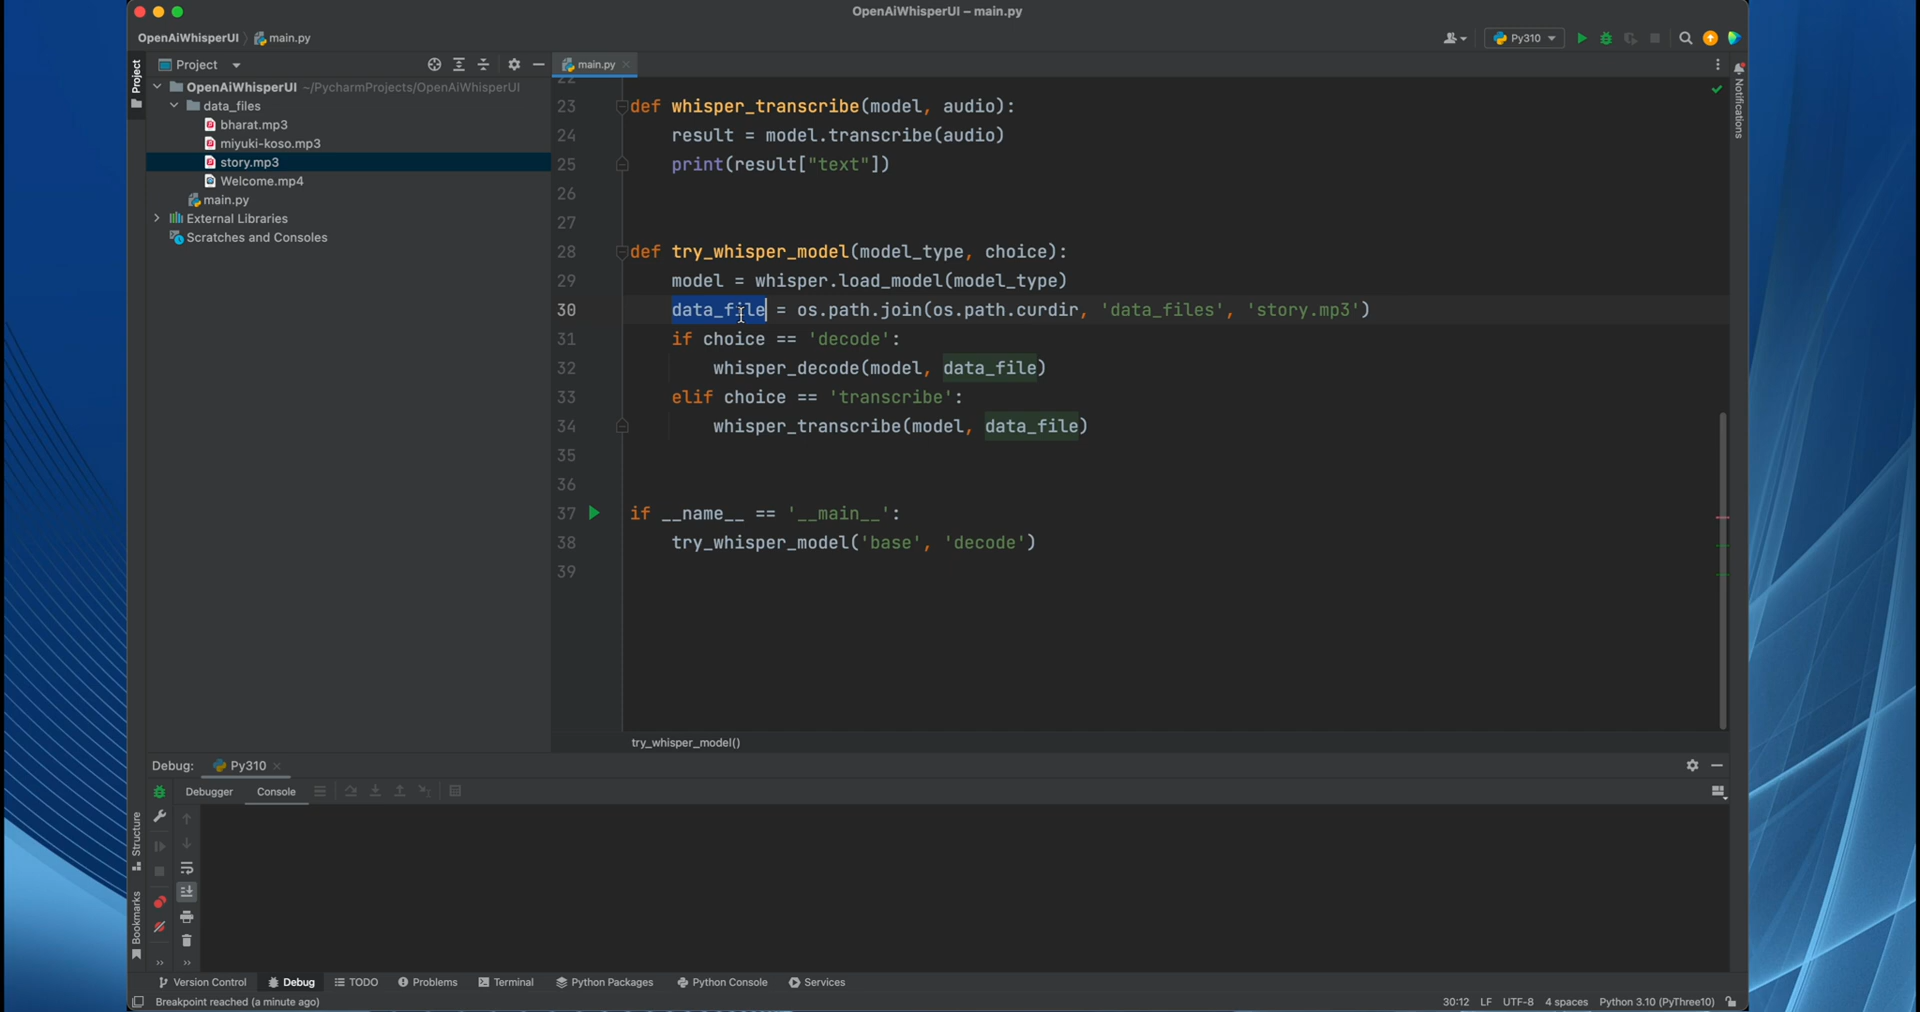 OpenAiWhisperUI – main.py
OpenAiWhisperUI
main.py
Py310
Project
Project
main.py
Notifications
OpenAiWhisperUI ~/PycharmProjects/OpenAiWhisperUI
data_files
bharat.mp3
miyuki-koso.mp3
story.mp3
Welcome.mp4
main.py
External Libraries
Scratches and Consoles
22
23 def whisper_transcribe(model, audio):
24 result = model.transcribe(audio)
25 print(result["text"])
26
27
28 def try_whisper_model(model_type, choice):
29 model = whisper.load_model(model_type)
30 data_file = os.path.join(os.path.curdir, 'data_files', 'story.mp3')
31 if choice == 'decode':
32 whisper_decode(model, data_file)
33 elif choice == 'transcribe':
34 whisper_transcribe(model, data_file)
35
36
37 if __name__ == '__main__':
38 try_whisper_model('base', 'decode')
39
try_whisper_model()
Debug: Py310
Debugger Console
Structure
Bookmarks
Version Control Debug TODO Problems Terminal Python Packages Python Console Services
Breakpoint reached (a minute ago)
30:12 LF UTF-8 4 spaces Python 3.10 (PyThree10)